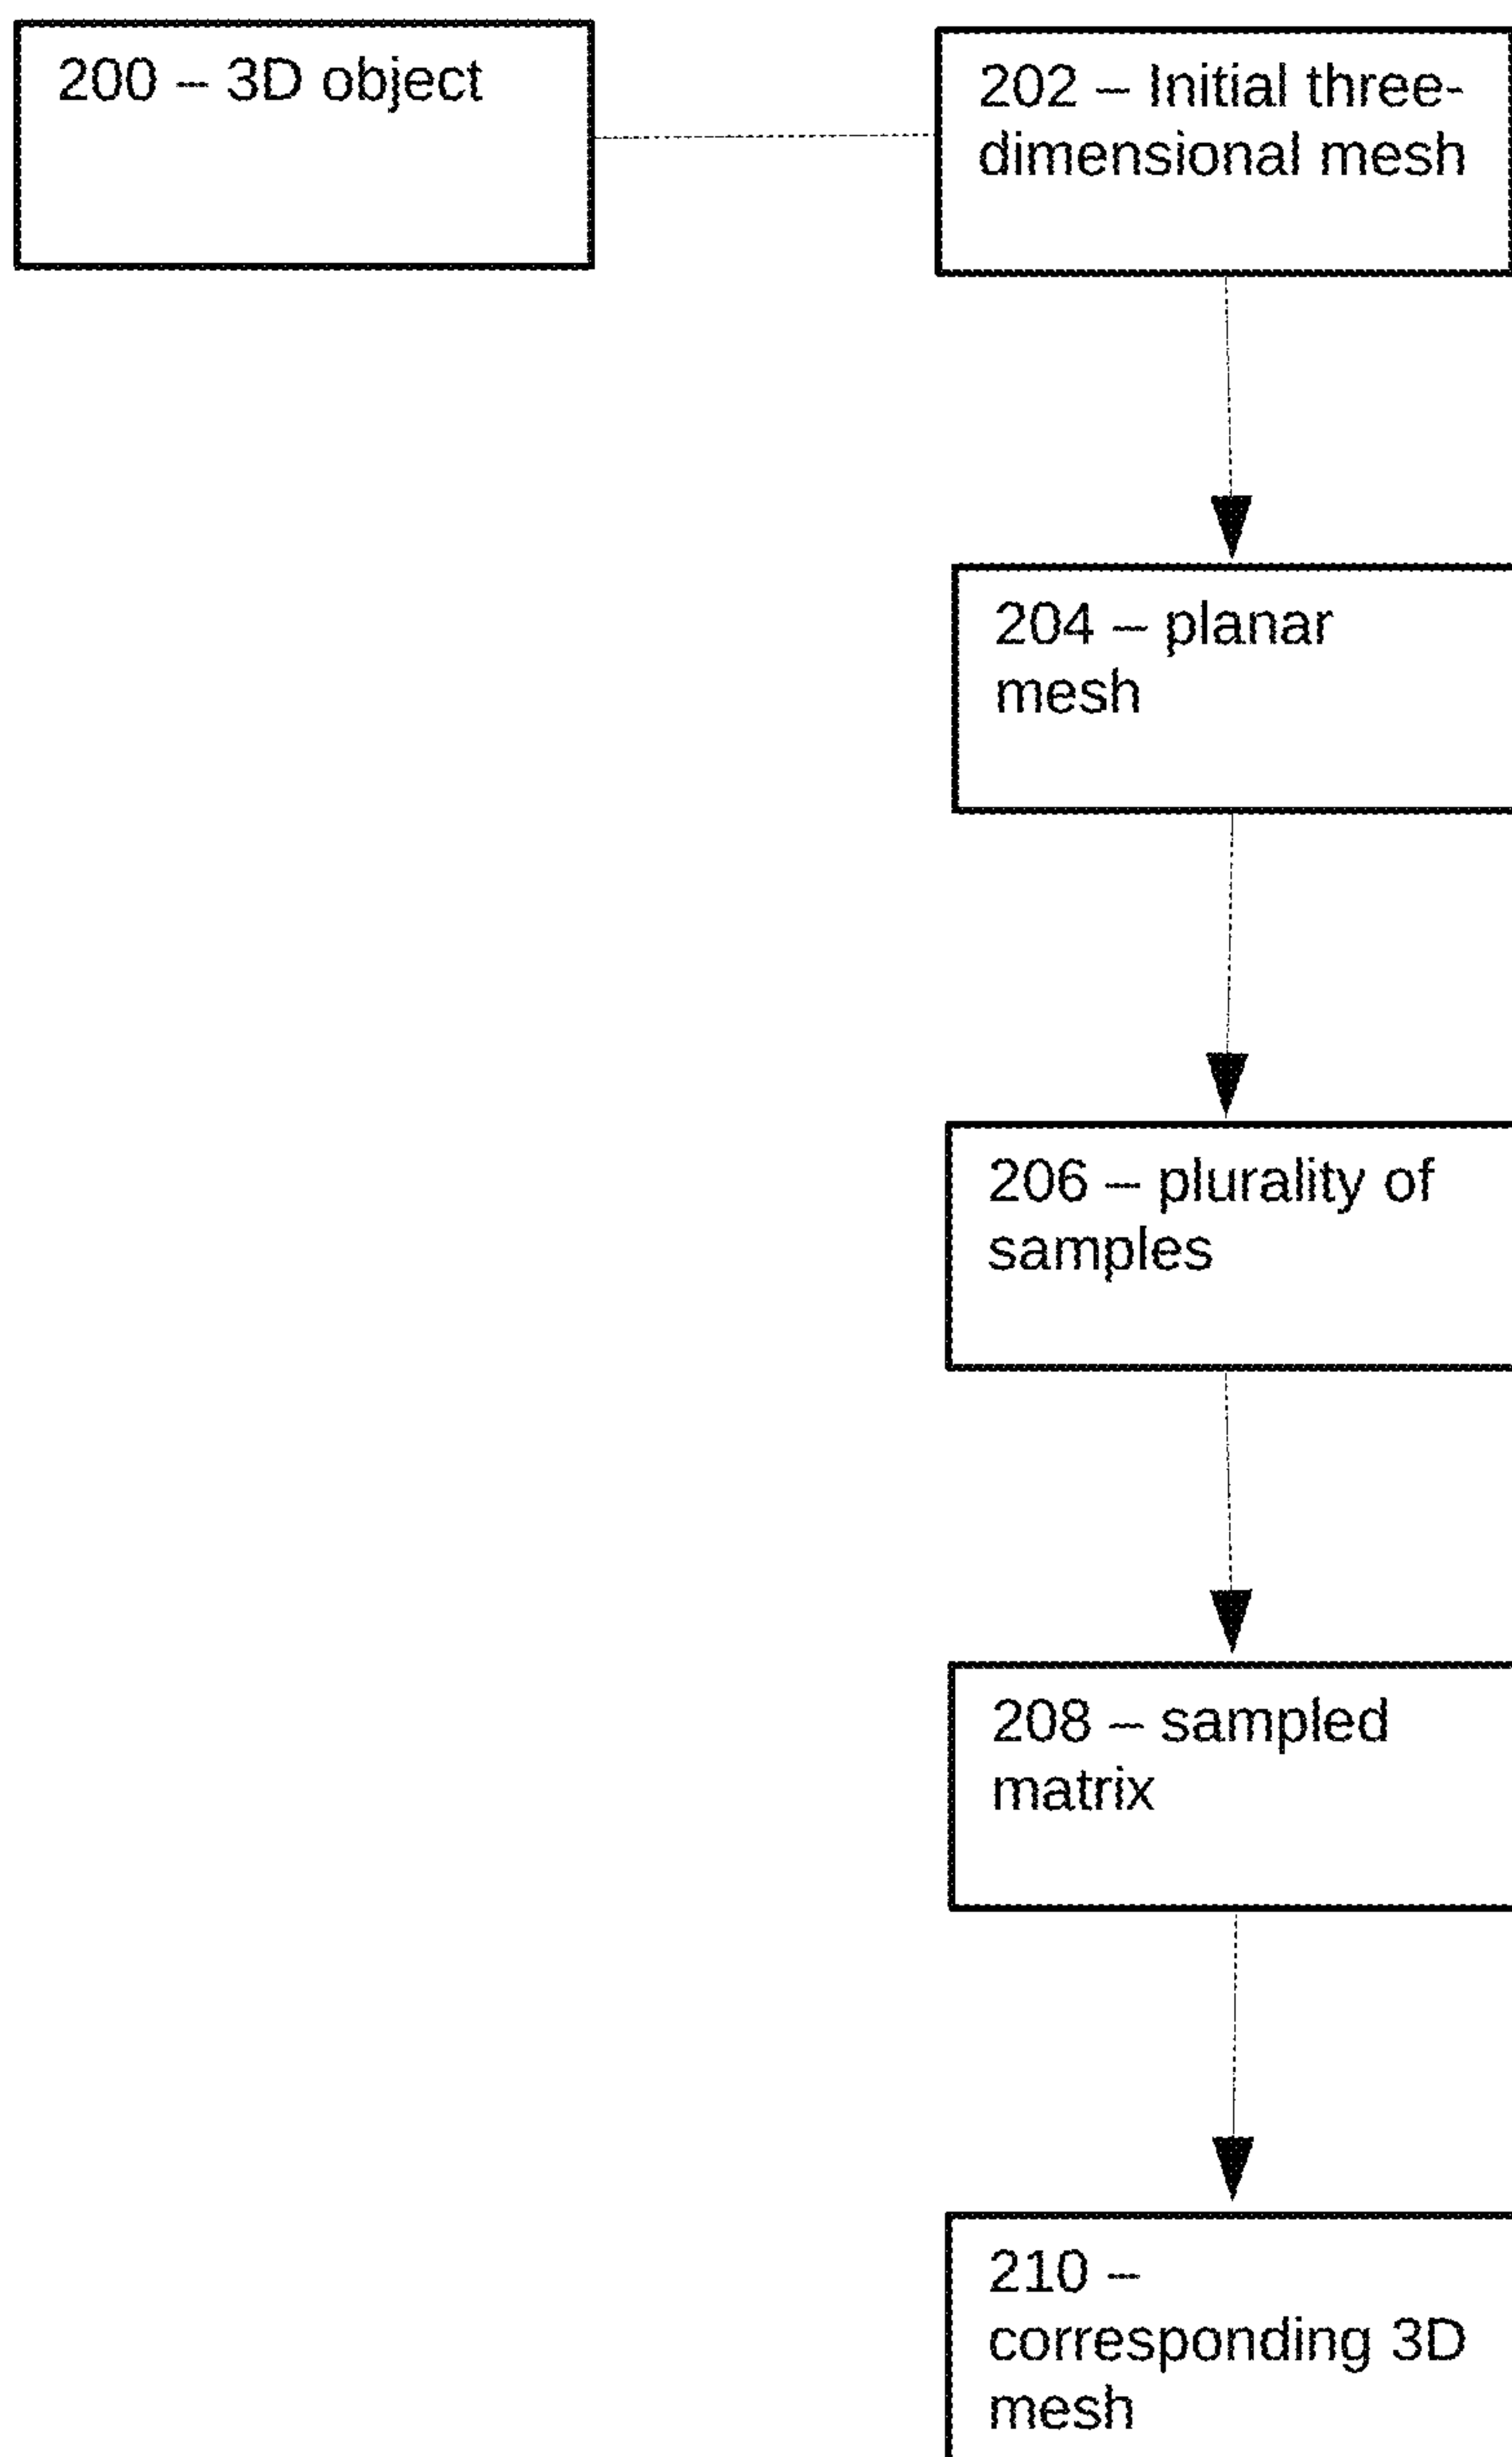 200 – 3D object
202 – Initial three-
dimensional mesh
204 – planar
mesh
206 – plurality of
samples
208 – sampled
matrix
210 –
corresponding 3D
mesh